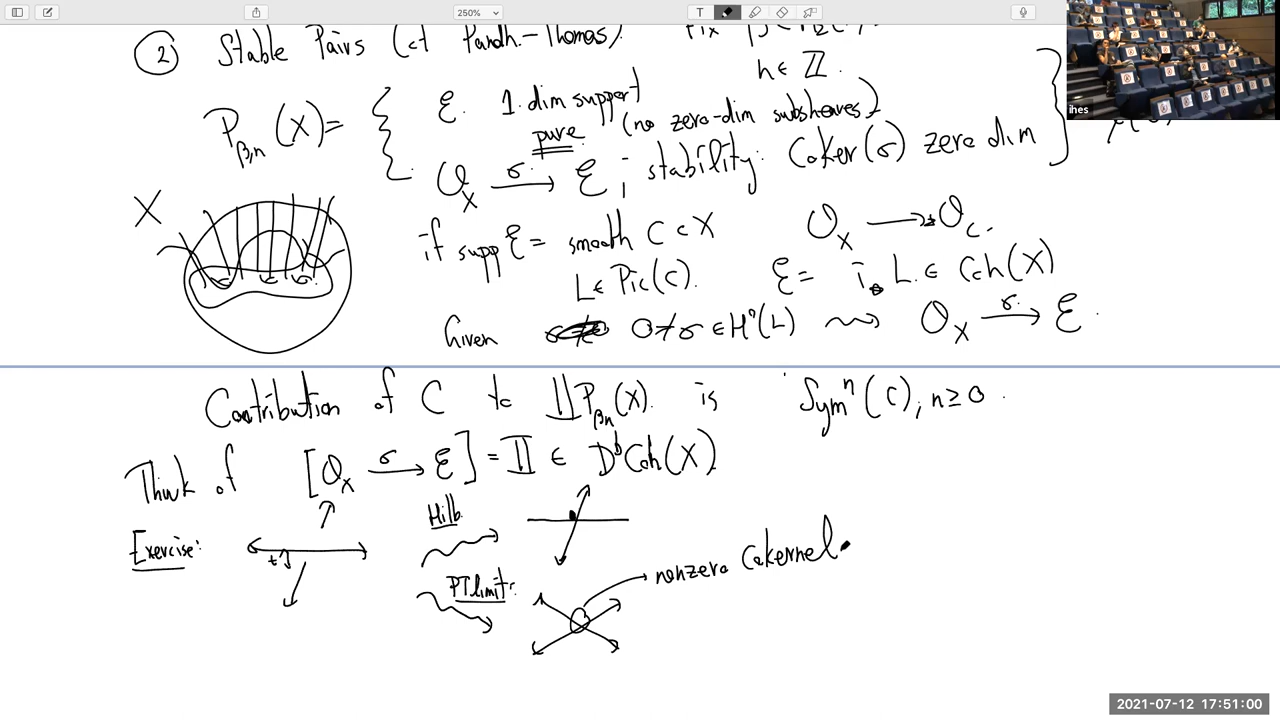 250%
T
② Stable Pairs (cf Pandh.-Thomas).
n ∈ ℤ.
P_{β,n}(X) = { ℰ. 1. dim support
pure (no zero-dim subsheaves)
O_X →^σ ℰ ; stability: Coker(σ) zero dim }
X
if supp ℰ = smooth C ⊂ X
O_X → O_C.
L ∈ Pic(C). ℰ = i_* L. ∈ Coh(X)
Given 0 ≠ σ ∈ H⁰(L) ⇝ O_X →^σ ℰ.
Contribution of C to ∐ P_{β,n}(X). is Sym^n(C), n ≥ 0.
Think of [O_X →^σ ℰ] = 𝕀 ∈ D^b Coh(X)
Exercise:
Hilb.
PT limit:
nonzero cokernel
ihes
2021-07-12 17:51:00